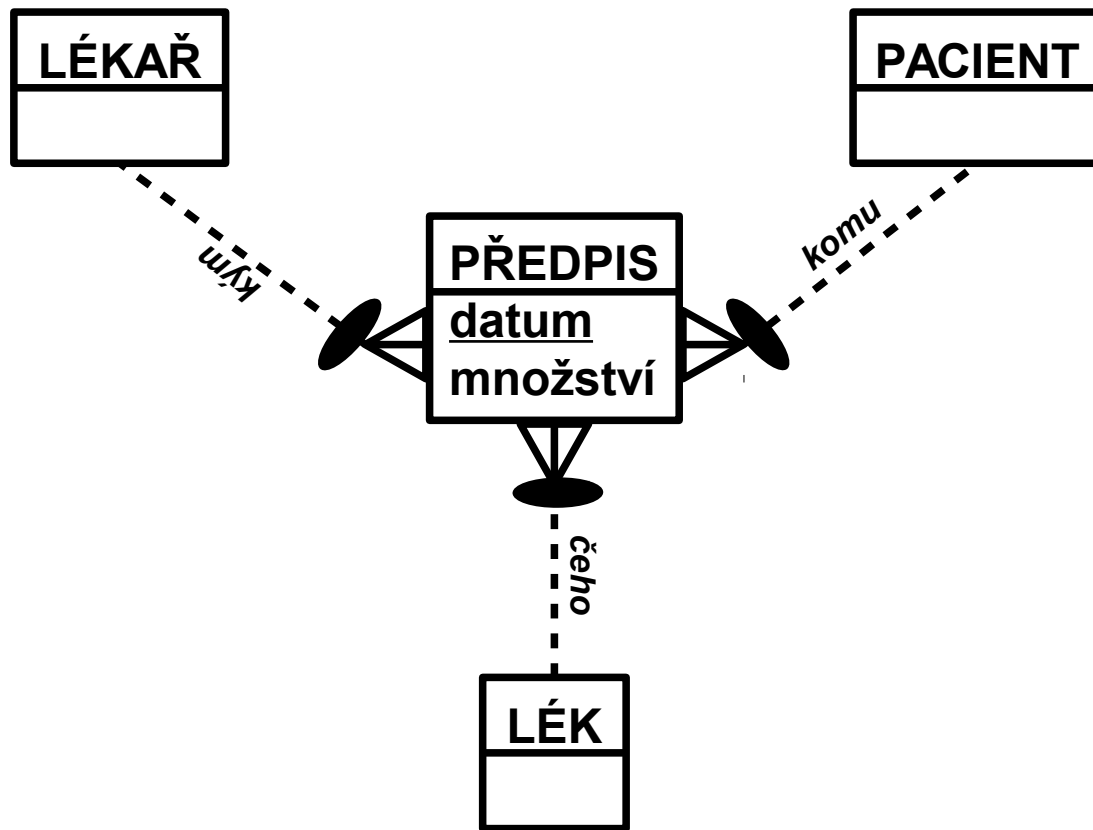 LÉKAŘ
PACIENT
kým
komu
PŘEDPIS
datum
množství
čeho
LÉK